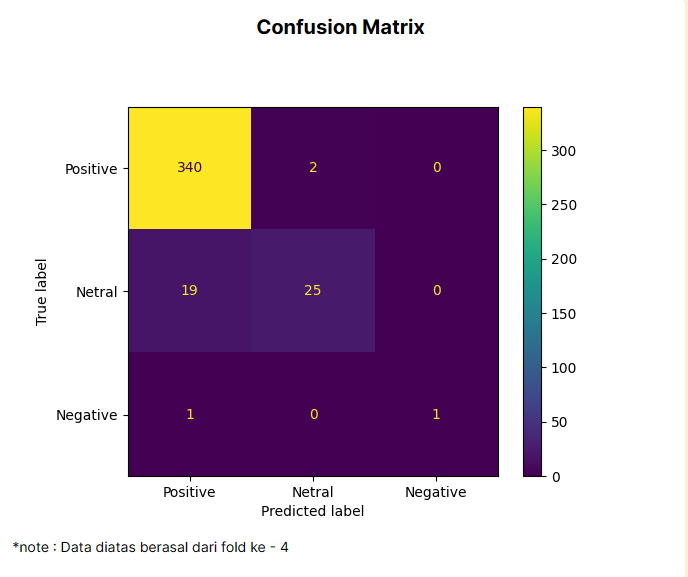 Confusion Matrix
Positive 340 2 0 300
250
Netral 19 25 0 200
150
100
Negative 1 0 1 50
0
True label
Positive Netral Negative
Predicted label
*note : Data diatas berasal dari fold ke - 4